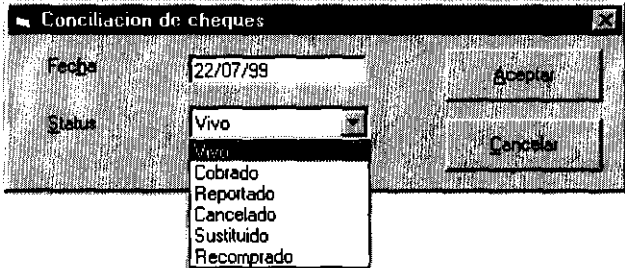 Conciliacion de cheques
Fecha 22/07/99 Aceptar
Status Vivo Cancelar
Vivo
Cobrado
Reportado
Cancelado
Sustituido
Recomprado